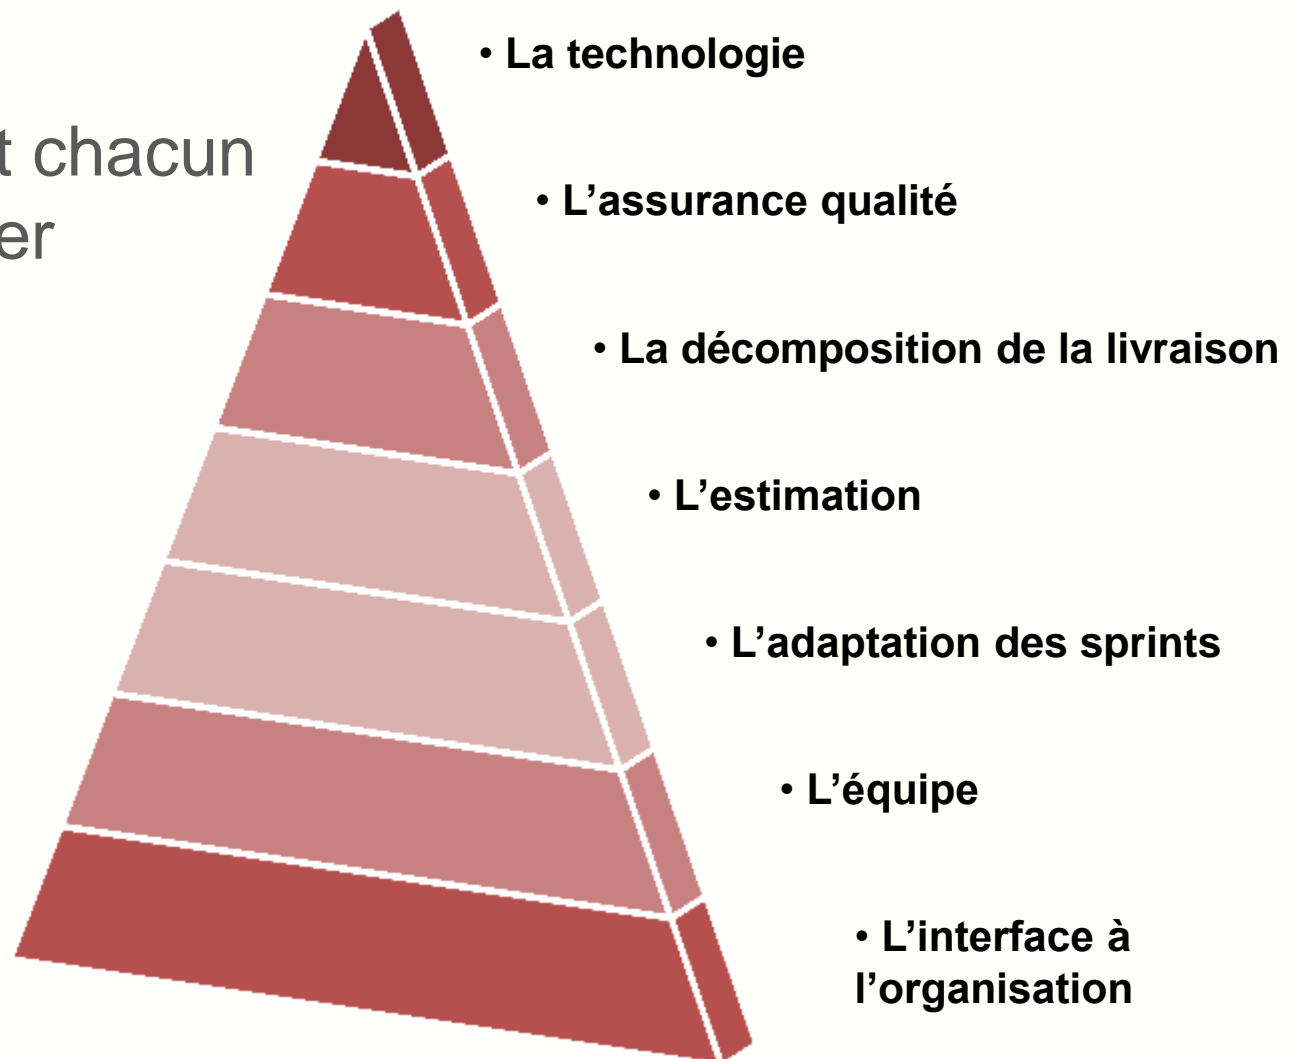 • La technologie
t chacun
er
• L’assurance qualité
• La décomposition de la livraison
• L’estimation
• L’adaptation des sprints
• L’équipe
• L’interface à
l’organisation